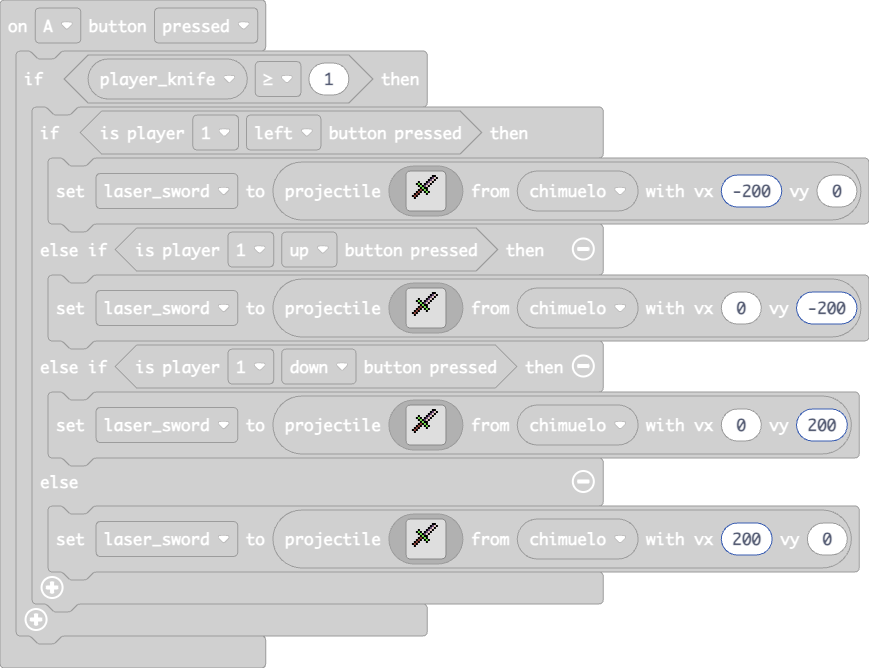 on A button pressed
if player_knife ≥ 1 then
if is player 1 left button pressed then
set laser_sword to projectile from chimuelo with vx -200 vy 0
else if is player 1 up button pressed then
set laser_sword to projectile from chimuelo with vx 0 vy -200
else if is player 1 down button pressed then
set laser_sword to projectile from chimuelo with vx 0 vy 200
else
set laser_sword to projectile from chimuelo with vx 200 vy 0